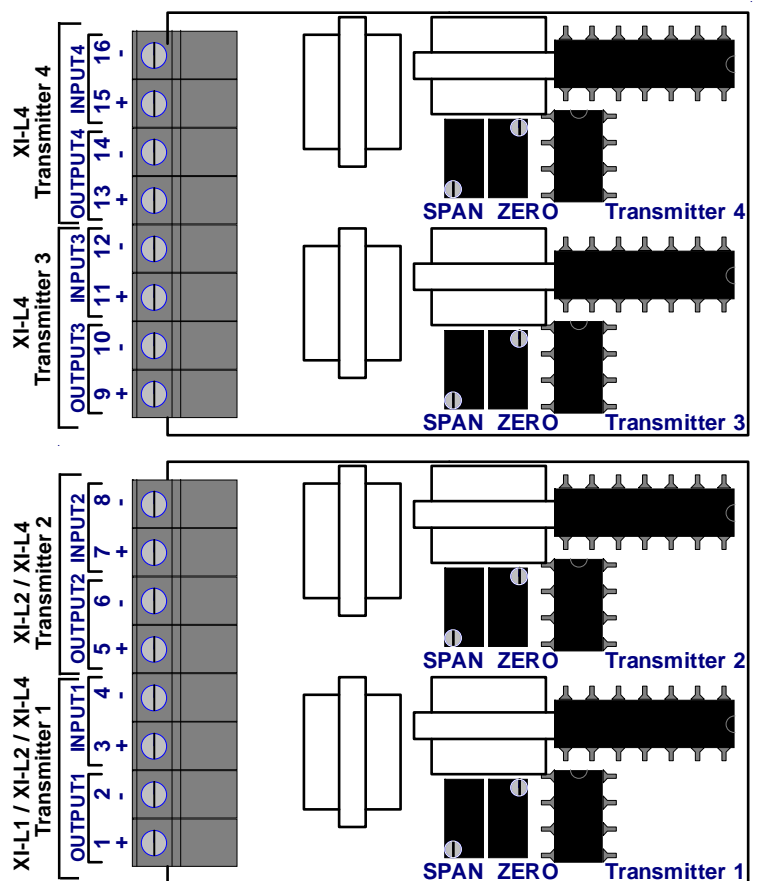 XI-L4
Transmitter 4
INPUT4
OUTPUT4
16 -
15 +
14 -
13 +
SPAN ZERO Transmitter 4
XI-L4
Transmitter 3
INPUT3
OUTPUT3
12 -
11 +
10 -
9 +
SPAN ZERO Transmitter 3
XI-L2 / XI-L4
Transmitter 2
INPUT2
OUTPUT2
8 -
7 +
6 -
5 +
SPAN ZERO Transmitter 2
XI-L1 / XI-L2 / XI-L4
Transmitter 1
INPUT1
OUTPUT1
4 -
3 +
2 -
1 +
SPAN ZERO Transmitter 1